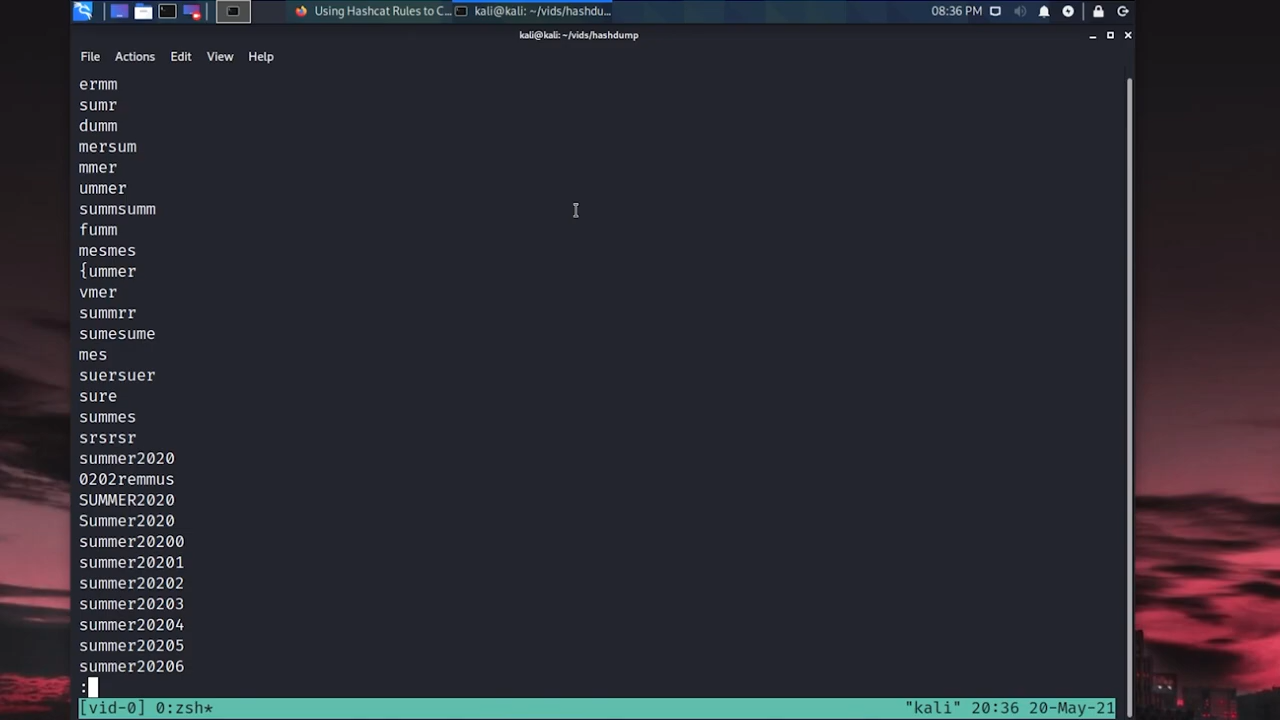 Using Hashcat Rules to C...
kali@kali: ~/vids/hashdu...
08:36 PM
kali@kali: ~/vids/hashdump
File Actions Edit View Help
ermm
sumr
dumm
mersum
mmer
ummer
summsumm
fumm
mesmes
{ummer
vmer
summrr
sumesume
mes
suersuer
sure
summes
srsrsr
summer2020
0202remmus
SUMMER2020
Summer2020
summer20200
summer20201
summer20202
summer20203
summer20204
summer20205
summer20206
:
[vid-0] 0:zsh* "kali" 20:36 20-May-21